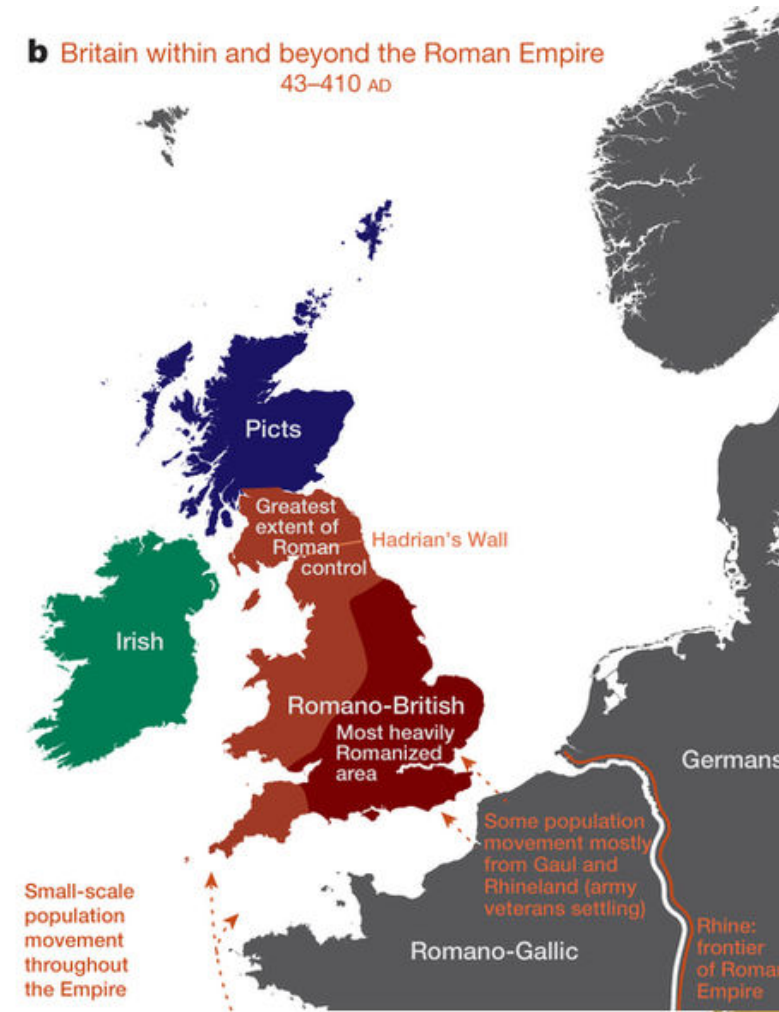 b Britain within and beyond the Roman Empire
43–410 AD
Picts
Greatest
extent of
Roman
control
Hadrian's Wall
Irish
Romano-British
Most heavily
Romanized
area
Germans
Some population
movement mostly
from Gaul and
Rhineland (army
veterans settling)
Small-scale
population
movement
throughout
the Empire
Romano-Gallic
Rhine:
frontier
of Roman
Empire